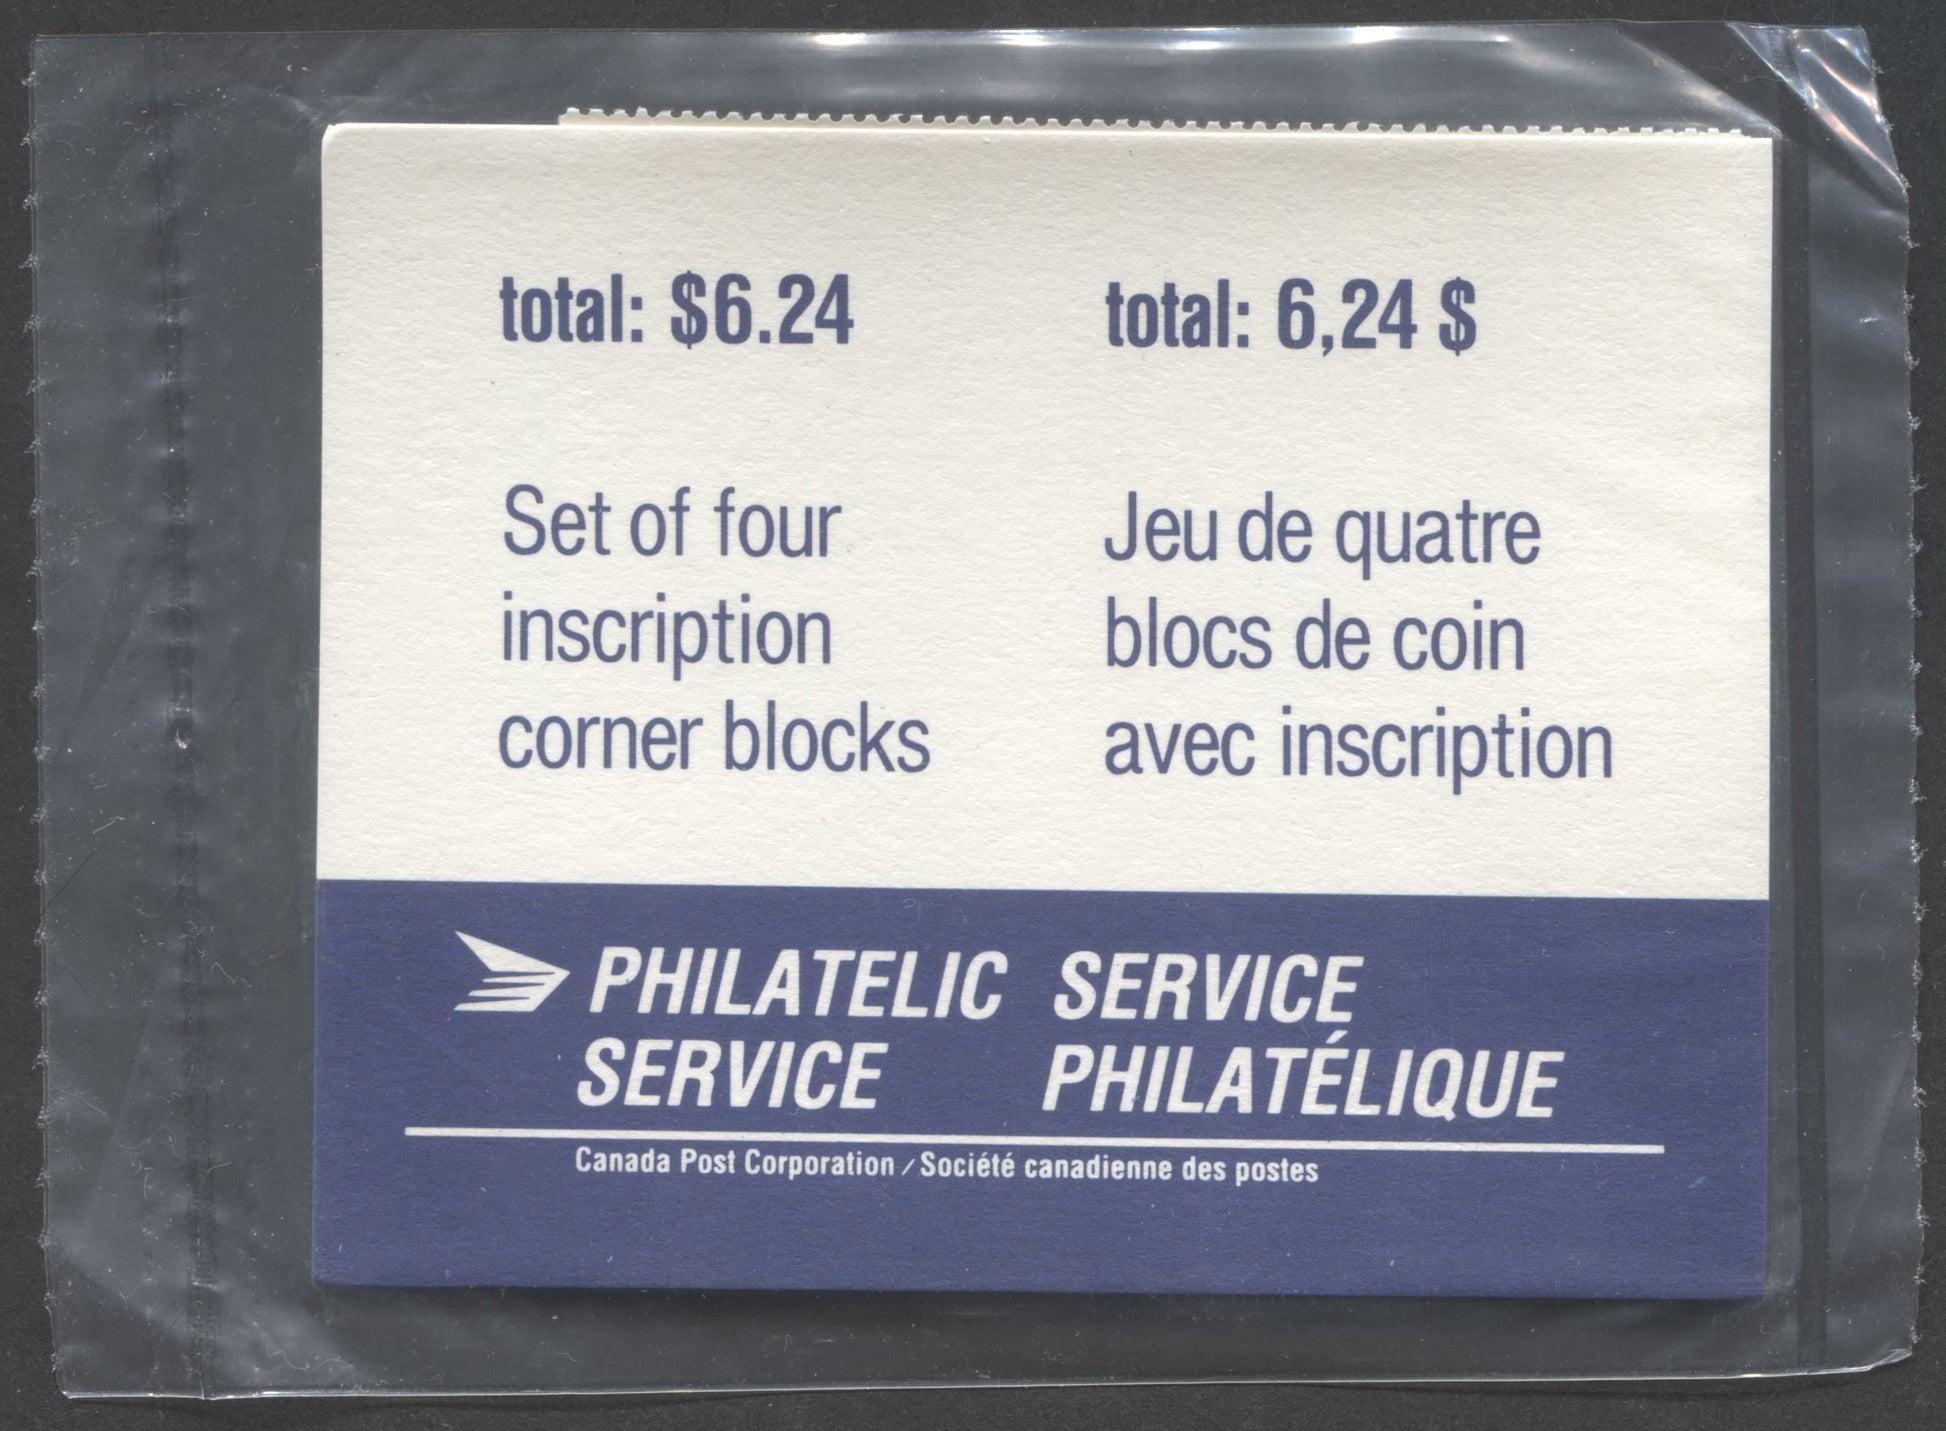 total: $6.24
Set of four
inscription
corner blocks
total: 6,24 $
Jeu de quatre
blocs de coin
avec inscription
PHILATELIC
SERVICE
SERVICE
PHILATÉLIQUE
Canada Post Corporation / Société canadienne des postes